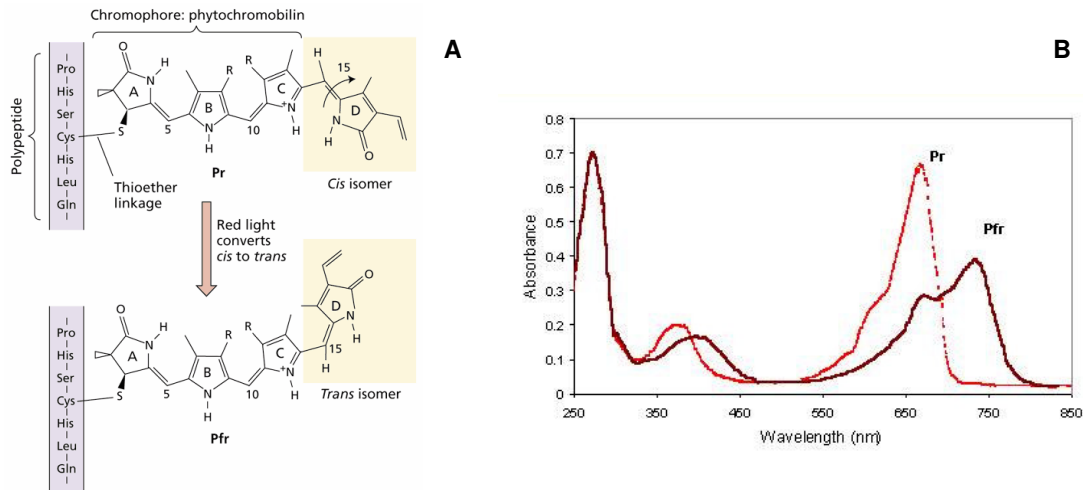 Chromophore: phytochromobilin
A
B
Polypeptide
Pro
His
Ser
Cys
His
Leu
Gln
O
H
N
A
S
5
R
B
N
H
10
R
C
N
+
H
H
15
D
H
N
O
Pr
Cis isomer
Thioether
linkage
Red light
converts
cis to trans
Pro
His
Ser
Cys
His
Leu
Gln
O
H
N
A
S
5
R
B
N
H
10
R
C
N
+
H
O
D
N
H
15
H
Trans isomer
Pfr
Absorbance
0.8
0.7
0.6
0.5
0.4
0.3
0.2
0.1
0
Pr
Pfr
250 350 450 550 650 750 850
Wavelength (nm)